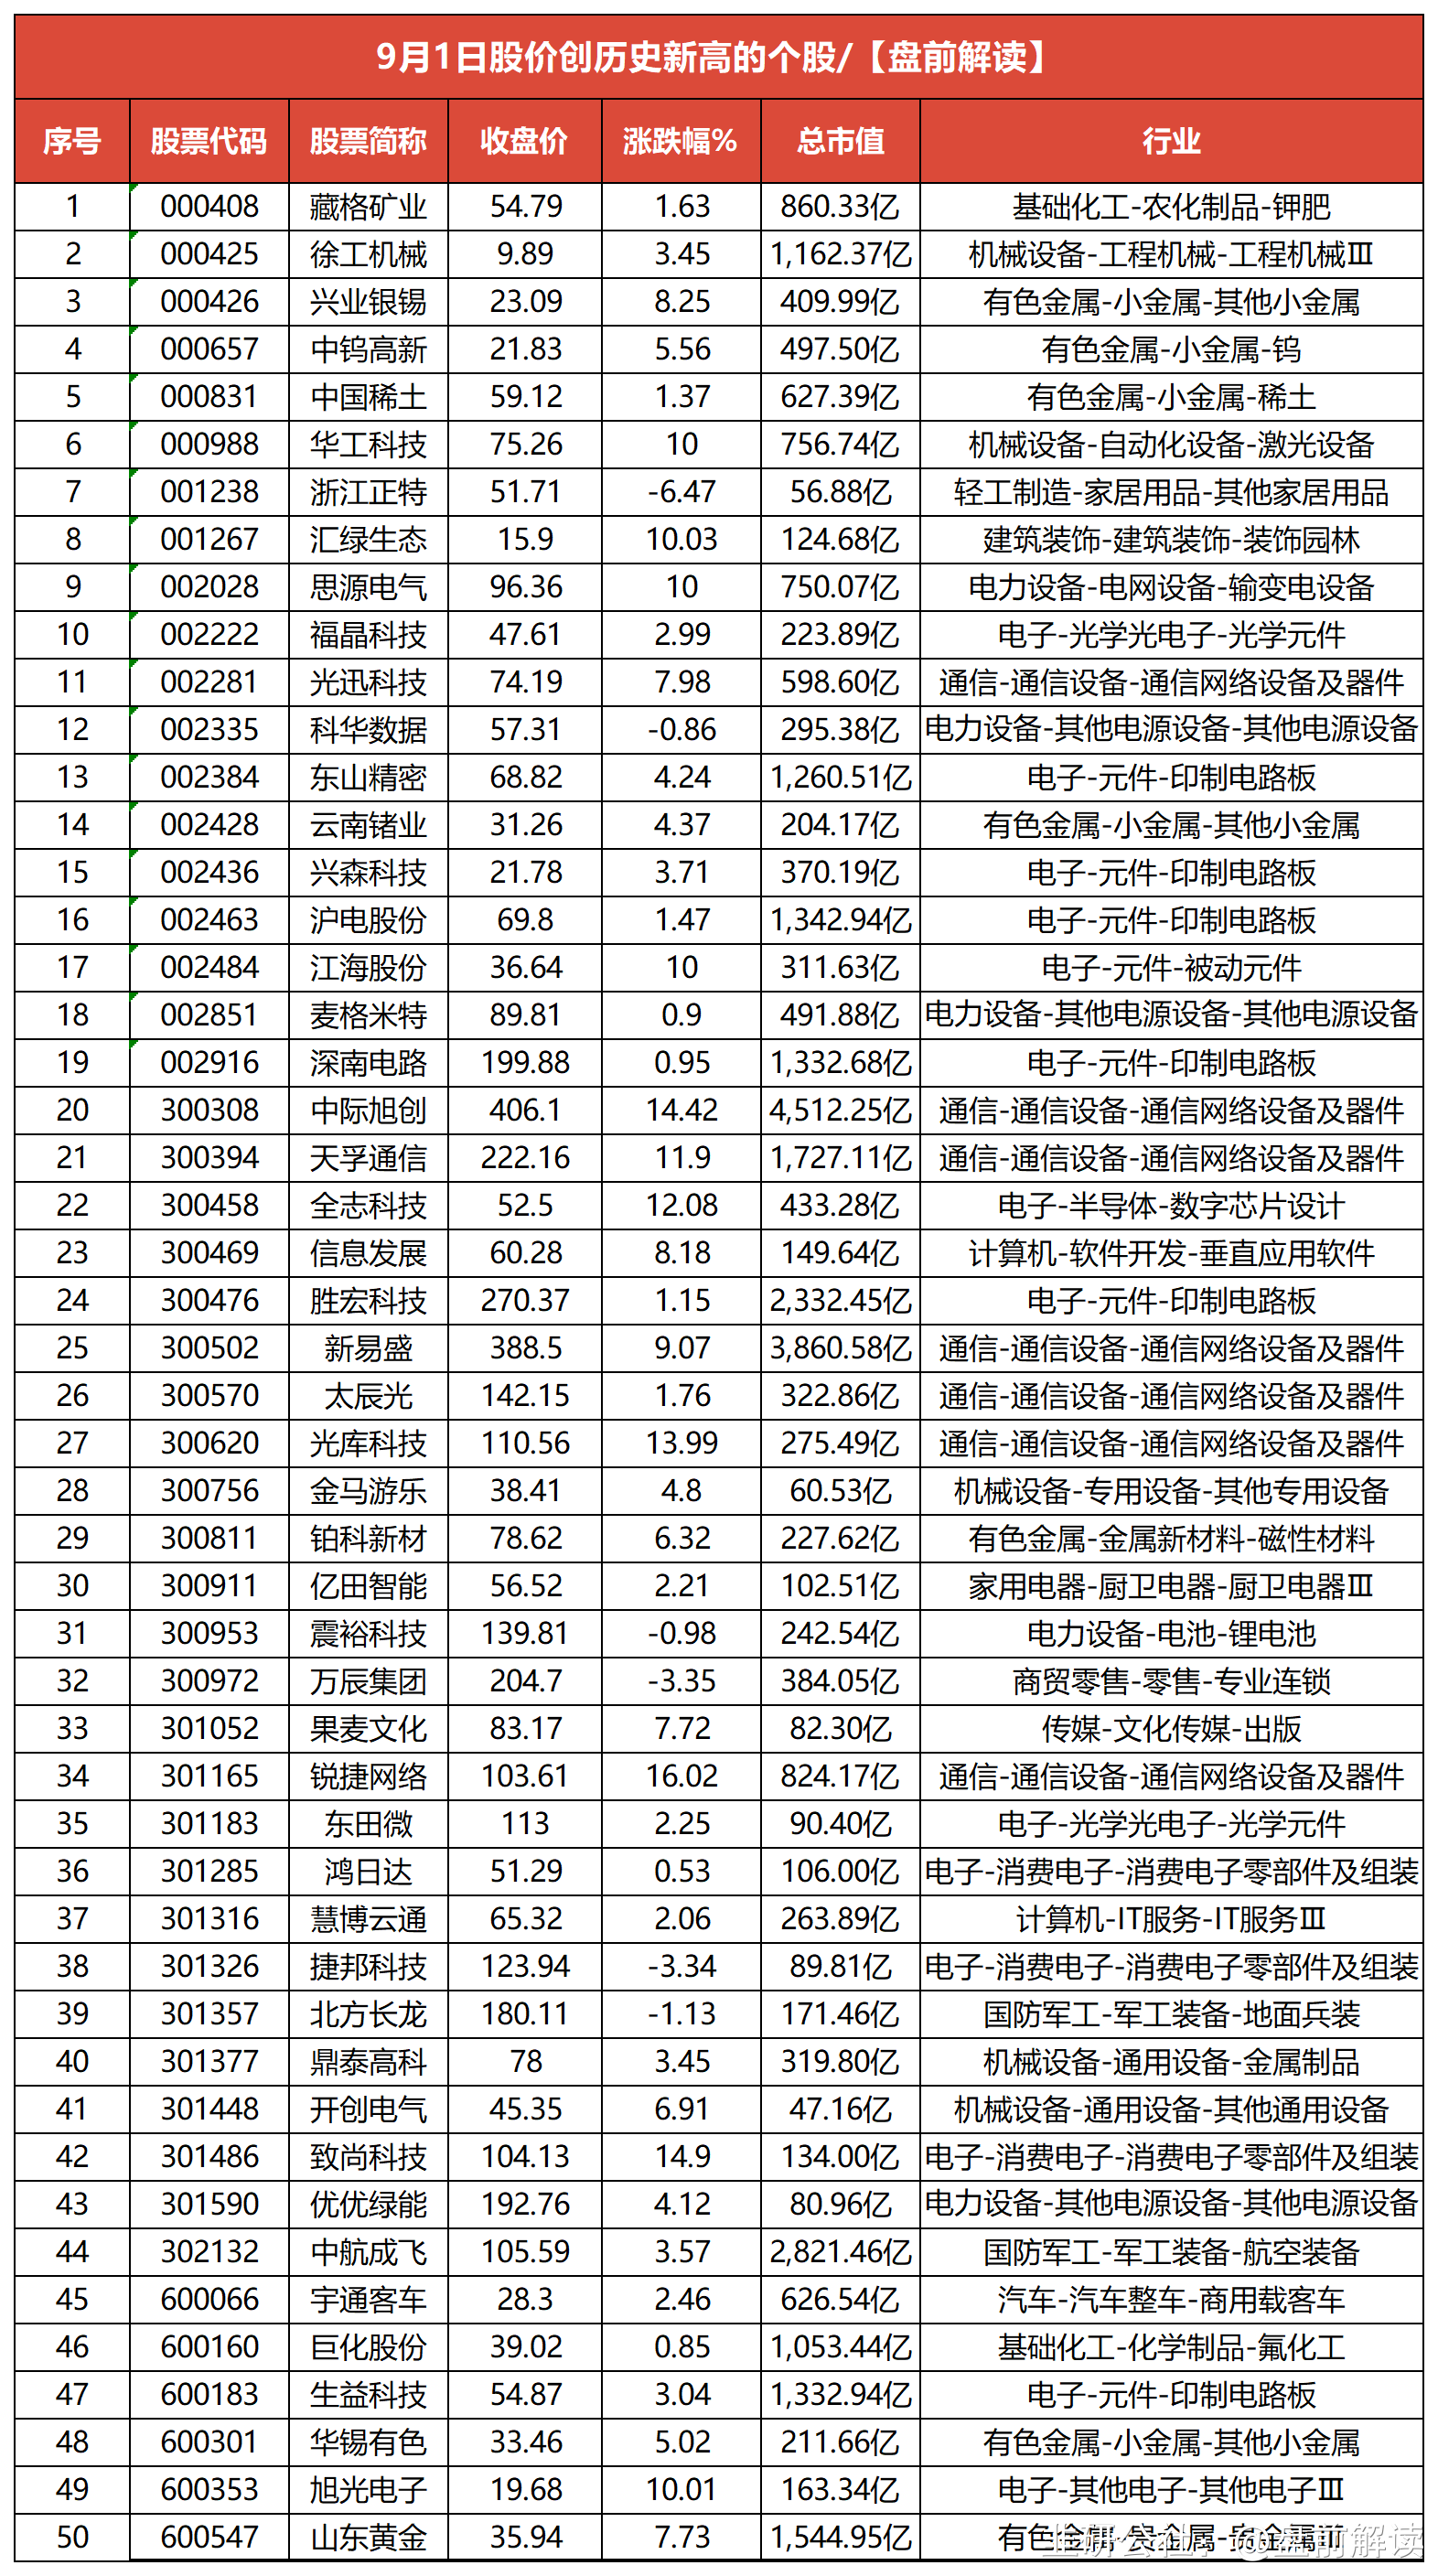 9月1日股价创历史新高的个股/【盘前解读】
序号 股票代码 股票简称 收盘价 涨跌幅% 总市值 行业
1 000408 藏格矿业 54.79 1.63 860.33亿 基础化工-农化制品-钾肥
2 000425 徐工机械 9.89 3.45 1,162.37亿 机械设备-工程机械-工程机械Ⅲ
3 000426 兴业银锡 23.09 8.25 409.99亿 有色金属-小金属-其他小金属
4 000657 中钨高新 21.83 5.56 497.50亿 有色金属-小金属-钨
5 000831 中国稀土 59.12 1.37 627.39亿 有色金属-小金属-稀土
6 000988 华工科技 75.26 10 756.74亿 机械设备-自动化设备-激光设备
7 001238 浙江正特 51.71 -6.47 56.88亿 轻工制造-家居用品-其他家居用品
8 001267 汇绿生态 15.9 10.03 124.68亿 建筑装饰-建筑装饰-装饰园林
9 002028 思源电气 96.36 10 750.07亿 电力设备-电网设备-输变电设备
10 002222 福晶科技 47.61 2.99 223.89亿 电子-光学光电子-光学元件
11 002281 光迅科技 74.19 7.98 598.60亿 通信-通信设备-通信网络设备及器件
12 002335 科华数据 57.31 -0.86 295.38亿 电力设备-其他电源设备-其他电源设备
13 002384 东山精密 68.82 4.24 1,260.51亿 电子-元件-印制电路板
14 002428 云南锗业 31.26 4.37 204.17亿 有色金属-小金属-其他小金属
15 002436 兴森科技 21.78 3.71 370.19亿 电子-元件-印制电路板
16 002463 沪电股份 69.8 1.47 1,342.94亿 电子-元件-印制电路板
17 002484 江海股份 36.64 10 311.63亿 电子-元件-被动元件
18 002851 麦格米特 89.81 0.9 491.88亿 电力设备-其他电源设备-其他电源设备
19 002916 深南电路 199.88 0.95 1,332.68亿 电子-元件-印制电路板
20 300308 中际旭创 406.1 14.42 4,512.25亿 通信-通信设备-通信网络设备及器件
21 300394 天孚通信 222.16 11.9 1,727.11亿 通信-通信设备-通信网络设备及器件
22 300458 全志科技 52.5 12.08 433.28亿 电子-半导体-数字芯片设计
23 300469 信息发展 60.28 8.18 149.64亿 计算机-软件开发-垂直应用软件
24 300476 胜宏科技 270.37 1.15 2,332.45亿 电子-元件-印制电路板
25 300502 新易盛 388.5 9.07 3,860.58亿 通信-通信设备-通信网络设备及器件
26 300570 太辰光 142.15 1.76 322.86亿 通信-通信设备-通信网络设备及器件
27 300620 光库科技 110.56 13.99 275.49亿 通信-通信设备-通信网络设备及器件
28 300756 金马游乐 38.41 4.8 60.53亿 机械设备-专用设备-其他专用设备
29 300811 铂科新材 78.62 6.32 227.62亿 有色金属-金属新材料-磁性材料
30 300911 亿田智能 56.52 2.21 102.51亿 家用电器-厨卫电器-厨卫电器Ⅲ
31 300953 震裕科技 139.81 -0.98 242.54亿 电力设备-电池-锂电池
32 300972 万辰集团 204.7 -3.35 384.05亿 商贸零售-零售-专业连锁
33 301052 果麦文化 83.17 7.72 82.30亿 传媒-文化传媒-出版
34 301165 锐捷网络 103.61 16.02 824.17亿 通信-通信设备-通信网络设备及器件
35 301183 东田微 113 2.25 90.40亿 电子-光学光电子-光学元件
36 301285 鸿日达 51.29 0.53 106.00亿 电子-消费电子-消费电子零部件及组装
37 301316 慧博云通 65.32 2.06 263.89亿 计算机-IT服务-IT服务Ⅲ
38 301326 捷邦科技 123.94 -3.34 89.81亿 电子-消费电子-消费电子零部件及组装
39 301357 北方长龙 180.11 -1.13 171.46亿 国防军工-军工装备-地面兵装
40 301377 鼎泰高科 78 3.45 319.80亿 机械设备-通用设备-金属制品
41 301448 开创电气 45.35 6.91 47.16亿 机械设备-通用设备-其他通用设备
42 301486 致尚科技 104.13 14.9 134.00亿 电子-消费电子-消费电子零部件及组装
43 301590 优优绿能 192.76 4.12 80.96亿 电力设备-其他电源设备-其他电源设备
44 302132 中航成飞 105.59 3.57 2,821.46亿 国防军工-军工装备-航空装备
45 600066 宇通客车 28.3 2.46 626.54亿 汽车-汽车整车-商用载客车
46 600160 巨化股份 39.02 0.85 1,053.44亿 基础化工-化学制品-氟化工
47 600183 生益科技 54.87 3.04 1,332.94亿 电子-元件-印制电路板
48 600301 华锡有色 33.46 5.02 211.66亿 有色金属-小金属-其他小金属
49 600353 旭光电子 19.68 10.01 163.34亿 电子-其他电子-其他电子Ⅲ
50 600547 山东黄金 35.94 7.73 1,544.95亿 有色金属-贵金属-贵金属Ⅲ
韭研公社@盘前解读